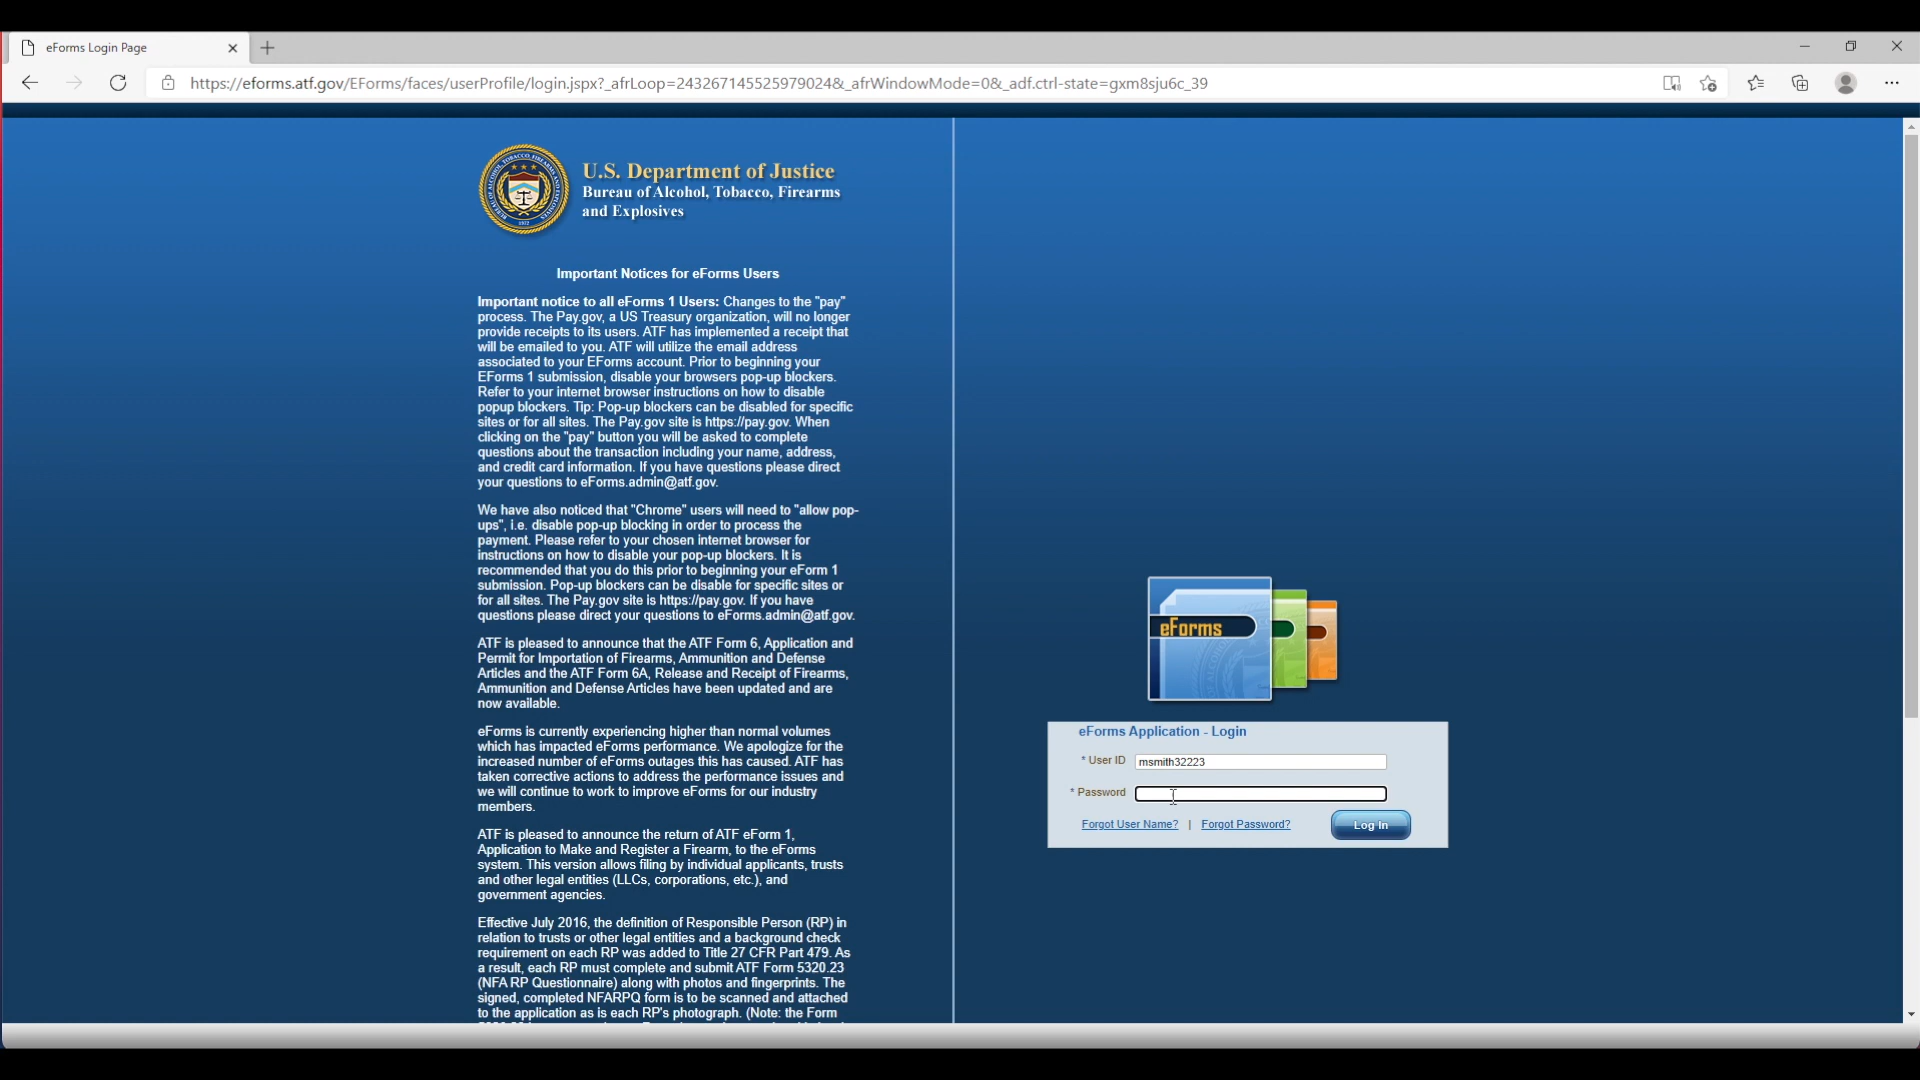 eForms Login Page
https://eforms.atf.gov/EForms/faces/userProfile/login.jspx?_afrLoop=243267145525979024&_afrWindowMode=0&_adf.ctrl-state=gxm8sju6c_39
U.S. Department of Justice
Bureau of Alcohol, Tobacco, Firearms
and Explosives
Important Notices for eForms Users
Important notice to all eForms 1 Users: Changes to the "pay"
process. The Pay.gov, a US Treasury organization, will no longer
provide receipts to its users. ATF has implemented a receipt that
will be emailed to you. ATF will utilize the email address
associated to your EForms account. Prior to beginning your
EForms 1 submission, disable your browsers pop-up blockers.
Refer to your internet browser instructions on how to disable
popup blockers. Tip: Pop-up blockers can be disabled for specific
sites or for all sites. The Pay.gov site is https://pay.gov. When
clicking on the "pay" button you will be asked to complete
questions about the transaction including your name, address,
and credit card information. If you have questions please direct
your questions to eForms.admin@atf.gov.
We have also noticed that "Chrome" users will need to "allow pop-
ups", i.e. disable pop-up blocking in order to process the
payment. Please refer to your chosen internet browser for
instructions on how to disable your pop-up blockers. It is
recommended that you do this prior to beginning your eForm 1
submission. Pop-up blockers can be disable for specific sites or
for all sites. The Pay.gov site is https://pay.gov. If you have
questions please direct your questions to eForms.admin@atf.gov.
ATF is pleased to announce that the ATF Form 6, Application and
Permit for Importation of Firearms, Ammunition and Defense
Articles and the ATF Form 6A, Release and Receipt of Firearms,
Ammunition and Defense Articles have been updated and are
now available.
eForms is currently experiencing higher than normal volumes
which has impacted eForms performance. We apologize for the
increased number of eForms outages this has caused. ATF has
taken corrective actions to address the performance issues and
we will continue to work to improve eForms for our industry
members.
ATF is pleased to announce the return of ATF eForm 1,
Application to Make and Register a Firearm, to the eForms
system. This version allows filing by individual applicants, trusts
and other legal entities (LLCs, corporations, etc.), and
government agencies.
Effective July 2016, the definition of Responsible Person (RP) in
relation to trusts or other legal entities and a background check
requirement on each RP was added to Title 27 CFR Part 479. As
a result, each RP must complete and submit ATF Form 5320.23
(NFA RP Questionnaire) along with photos and fingerprints. The
signed, completed NFARPQ form is to be scanned and attached
to the application as is each RP's photograph. (Note: the Form
eForms
eForms Application - Login
* User ID msmith32223
* Password
Forgot User Name? | Forgot Password? Log In